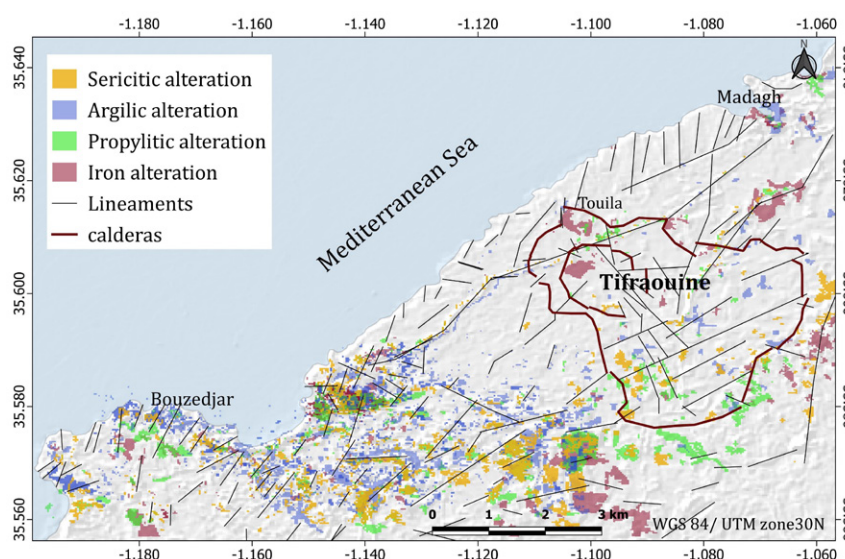 -1.180 -1.160 -1.140 -1.120 -1.100 -1.080 -1.060
N
35.640
35.620
35.600
35.580
35.560
Sericitic alteration
Argilic alteration
Propylitic alteration
Iron alteration
Lineaments
calderas
Madagh
Mediterranean Sea
Touila
Tifraouine
Bouzedjar
0 1 2 3 km
WGS 84/ UTM zone30N
-1.180 -1.160 -1.140 -1.120 -1.100 -1.080 -1.060